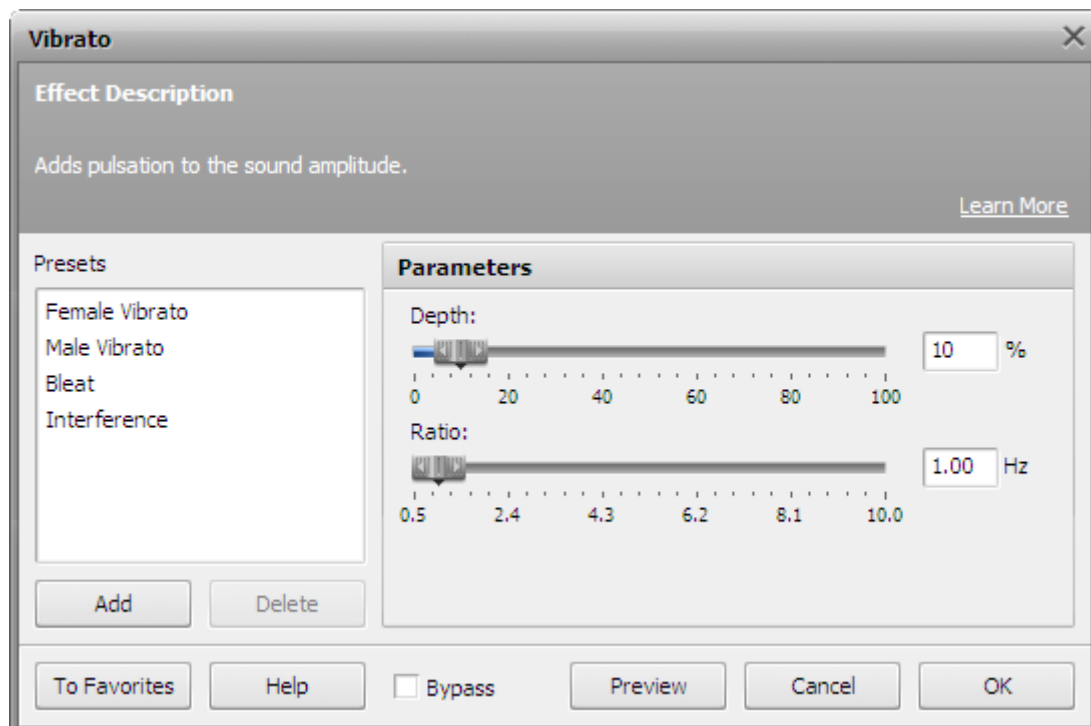 Vibrato
Effect Description
Adds pulsation to the sound amplitude.
Learn More
Presets
Female Vibrato
Male Vibrato
Bleat
Interference
Add Delete
Parameters
Depth:
10 %
0 20 40 60 80 100
Ratio:
1.00 Hz
0.5 2.4 4.3 6.2 8.1 10.0
To Favorites Help Bypass Preview Cancel OK